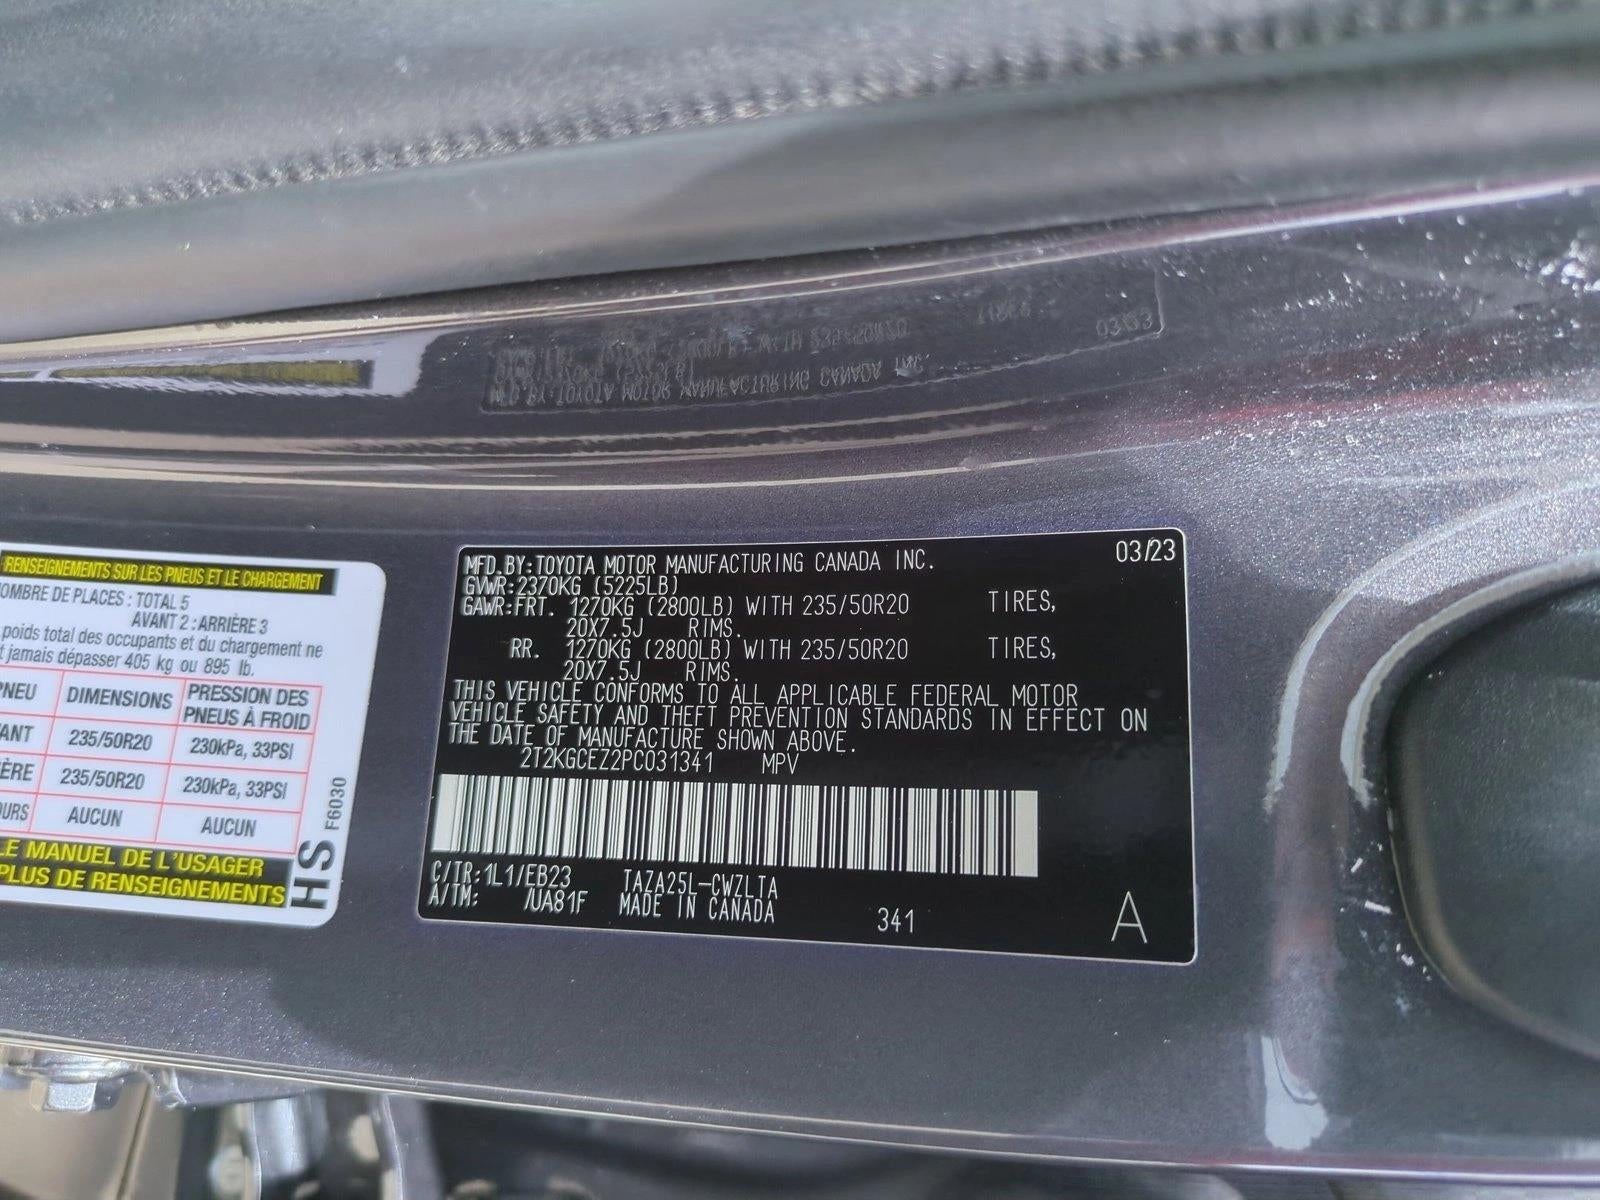 RENSEIGNEMENTS SUR LES PNEUS ET LE CHARGEMENT
OMBRE DE PLACES : TOTAL 5
AVANT 2 : ARRIÈRE 3
poids total des occupants et du chargement ne
t jamais dépasser 405 kg ou 895 lb.
PNEU DIMENSIONS PRESSION DES PNEUS À FROID
ANT 235/50R20 230kPa, 33PSI
IÈRE 235/50R20 230kPa, 33PSI
OURS AUCUN AUCUN
LE MANUEL DE L'USAGER
PLUS DE RENSEIGNEMENTS
HS F6030
MFD.BY:TOYOTA MOTOR MANUFACTURING CANADA INC. 03/23
GVWR:2370KG (5225LB)
GAWR:FRT. 1270KG (2800LB) WITH 235/50R20 TIRES,
20X7.5J RIMS.
RR. 1270KG (2800LB) WITH 235/50R20 TIRES,
20X7.5J RIMS.
THIS VEHICLE CONFORMS TO ALL APPLICABLE FEDERAL MOTOR
VEHICLE SAFETY AND THEFT PREVENTION STANDARDS IN EFFECT ON
THE DATE OF MANUFACTURE SHOWN ABOVE.
2T2KGCEZ2PC031341 MPV
C/TR:1L1/EB23 TAZA25L-CWZLTA
A/TM: /UA81F MADE IN CANADA 341 A